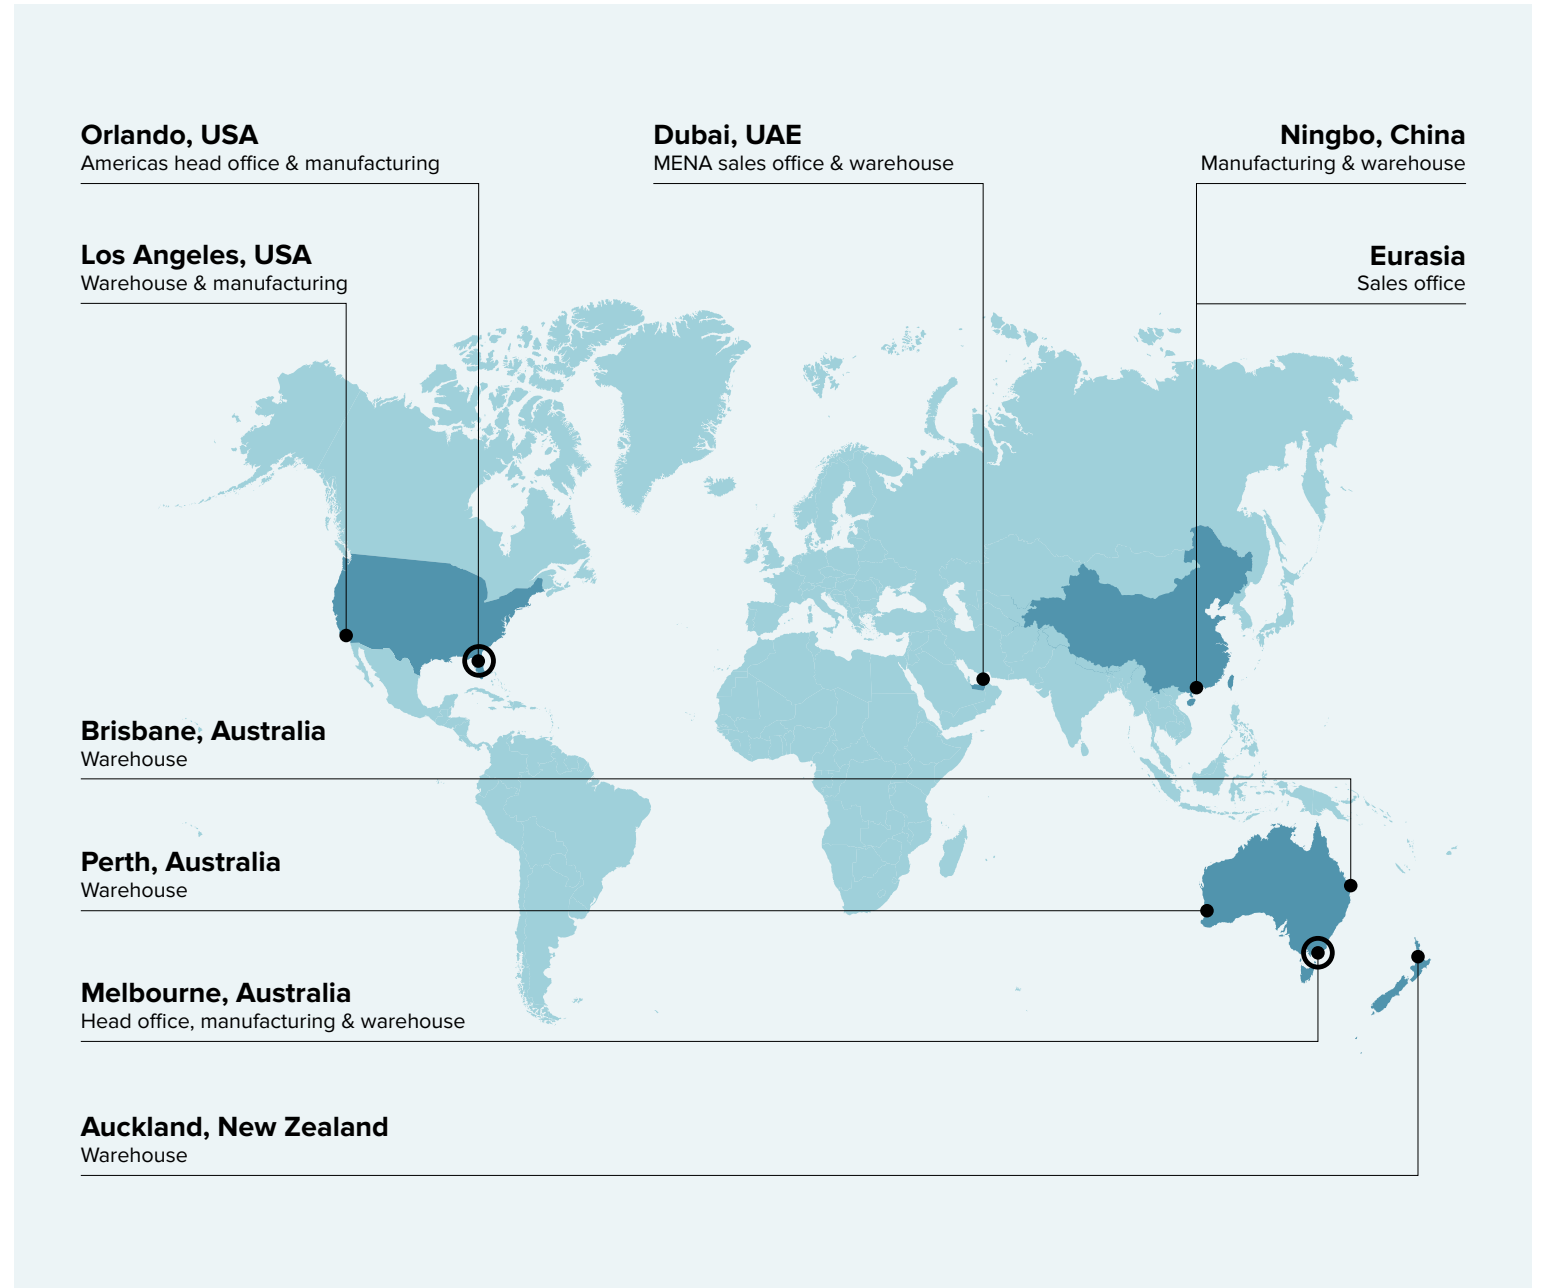 Orlando, USA
Americas head office & manufacturing
Dubai, UAE
MENA sales office & warehouse
Ningbo, China
Manufacturing & warehouse
Los Angeles, USA
Warehouse & manufacturing
Eurasia
Sales office
Brisbane, Australia
Warehouse
Perth, Australia
Warehouse
Melbourne, Australia
Head office, manufacturing & warehouse
Auckland, New Zealand
Warehouse